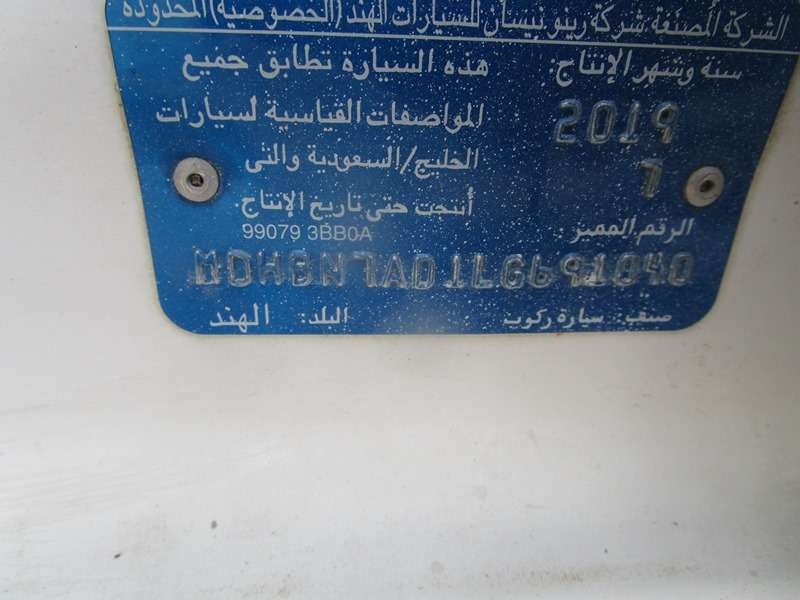 الشركة المصنعة: شركة رينو نيسان للسيارات الهند (الخصوصية) المحدودة
سنة وشهر الإنتاج:
2019
7
هذه السيارة تطابق جميع
المواصفات القياسية لسيارات
الخليج/السعودية والتي
أنتجت حتى تاريخ الإنتاج
99079 3BB0A
الرقم المميز:
MDHBN7AD1LG691040
صنف: سيارة ركوب
البلد: الهند